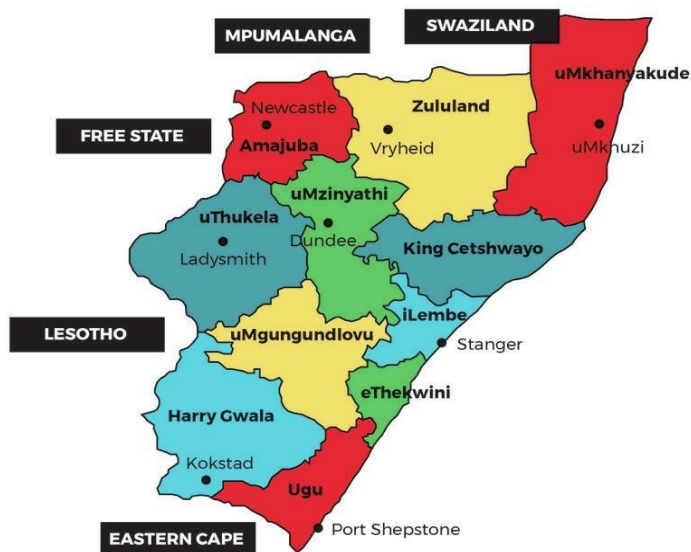 SWAZILAND
MPUMALANGA
uMkhanyakude
Zululand
Newcastle
FREE STATE
Amajuba
Vryheid
uMkhuzi
uMzinyathi
uThukela
Dundee
King Cetshwayo
Ladysmith
iLembe
LESOTHO
uMgungundlovu
Stanger
eThekwini
Harry Gwala
Kokstad
Ugu
Port Shepstone
EASTERN CAPE